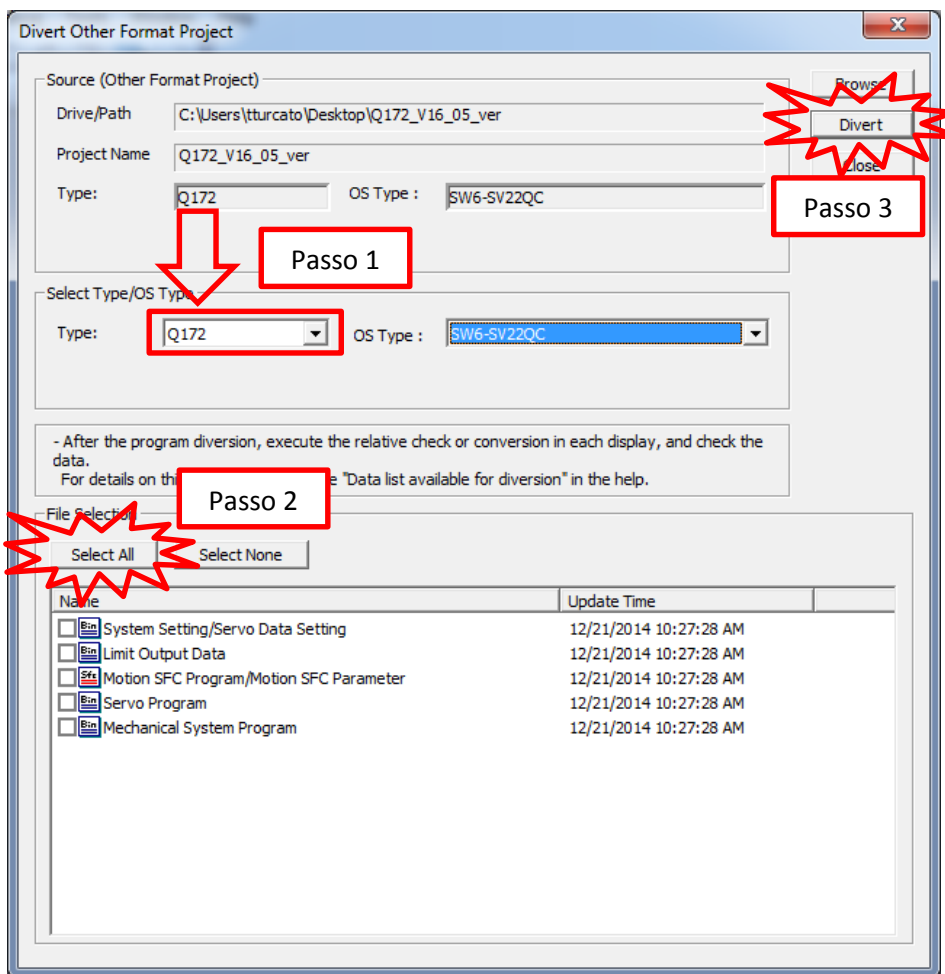 Divert Other Format Project
Source (Other Format Project)
Browse
Drive/Path C:\Users\tturcato\Desktop\Q172_V16_05_ver
Divert
Project Name Q172_V16_05_ver
Close
Type: Q172 OS Type : SW6-SV22QC
Passo 3
Passo 1
Select Type/OS Type
Type: Q172 OS Type : SW6-SV22QC
- After the program diversion, execute the relative check or conversion in each display, and check the
data.
For details on "Data list available for diversion" in the help.
Passo 2
File Selection
Select All Select None
Name Update Time
System Setting/Servo Data Setting 12/21/2014 10:27:28 AM
Limit Output Data 12/21/2014 10:27:28 AM
Motion SFC Program/Motion SFC Parameter 12/21/2014 10:27:28 AM
Servo Program 12/21/2014 10:27:28 AM
Mechanical System Program 12/21/2014 10:27:28 AM